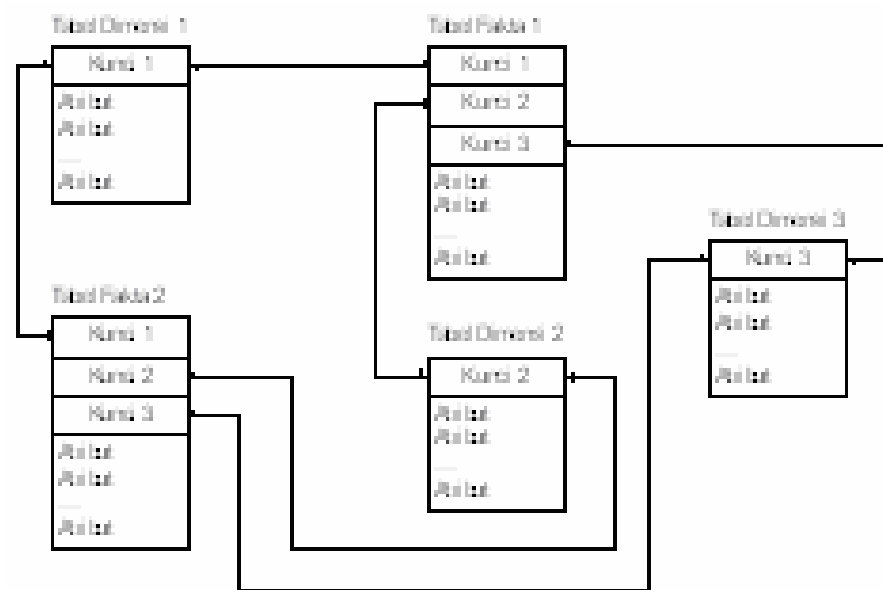 Tabel Dimensi 1
Kunci 1
Atribut
Atribut
....
Atribut
Tabel Fakta 1
Kunci 1
Kunci 2
Kunci 3
Atribut
Atribut
....
Atribut
Tabel Dimensi 3
Kunci 3
Atribut
Atribut
....
Atribut
Tabel Fakta 2
Kunci 1
Kunci 2
Kunci 3
Atribut
Atribut
....
Atribut
Tabel Dimensi 2
Kunci 2
Atribut
Atribut
....
Atribut